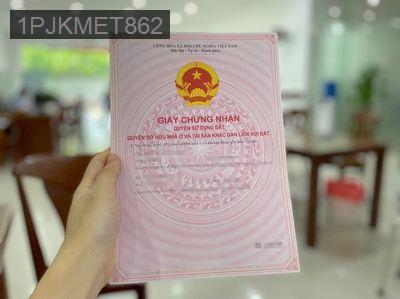 1PJKMET862
CỘNG HÒA XÃ HỘI CHỦ NGHĨA VIỆT NAM
Độc lập - Tự do - Hạnh phúc
GIẤY CHỨNG NHẬN
QUYỀN SỬ DỤNG ĐẤT
QUYỀN SỞ HỮU NHÀ Ở VÀ TÀI SẢN KHÁC GẮN LIỀN VỚI ĐẤT